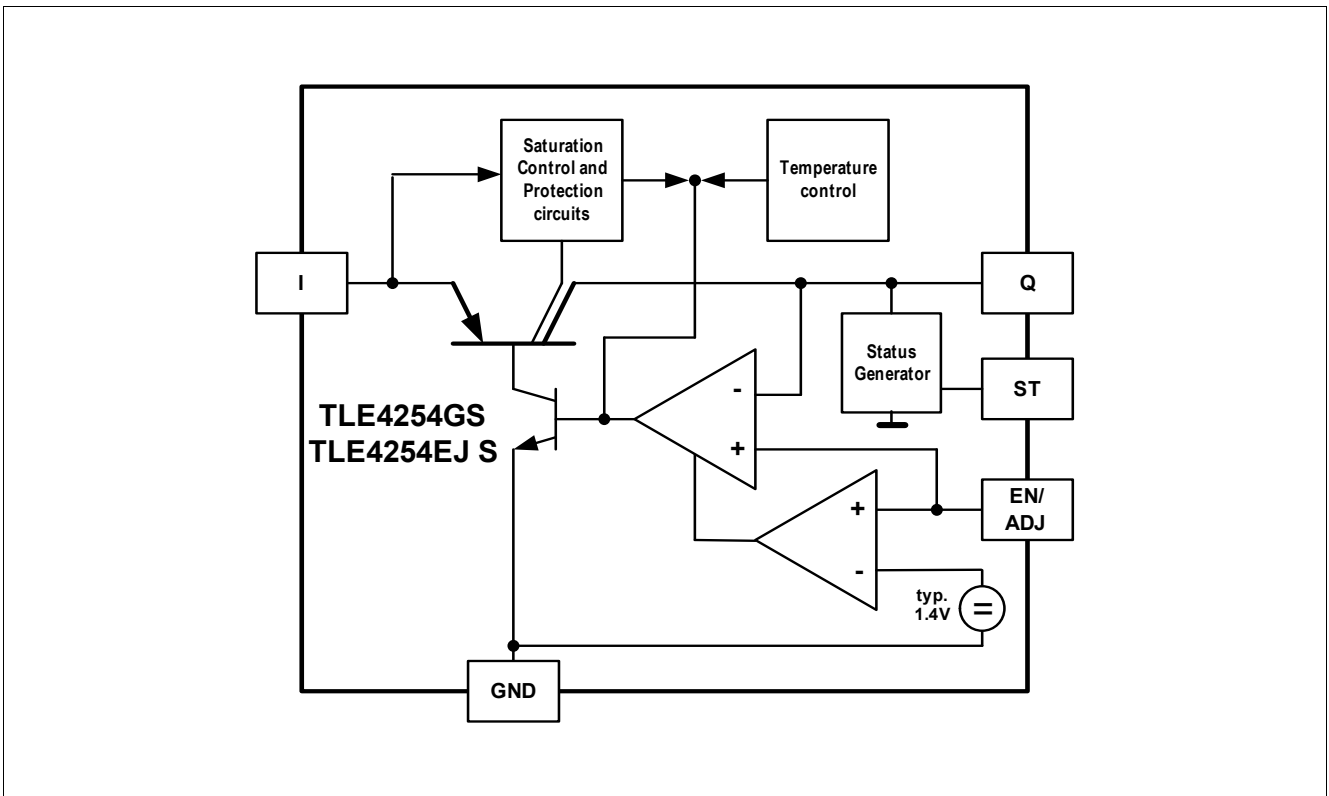 Saturation
Control and
Protection
circuits
Temperature
control
I
Q
Status
Generator
ST
TLE4254GS
TLE4254EJ S
-
+
EN/
ADJ
+
-
typ.
1.4V
=
GND